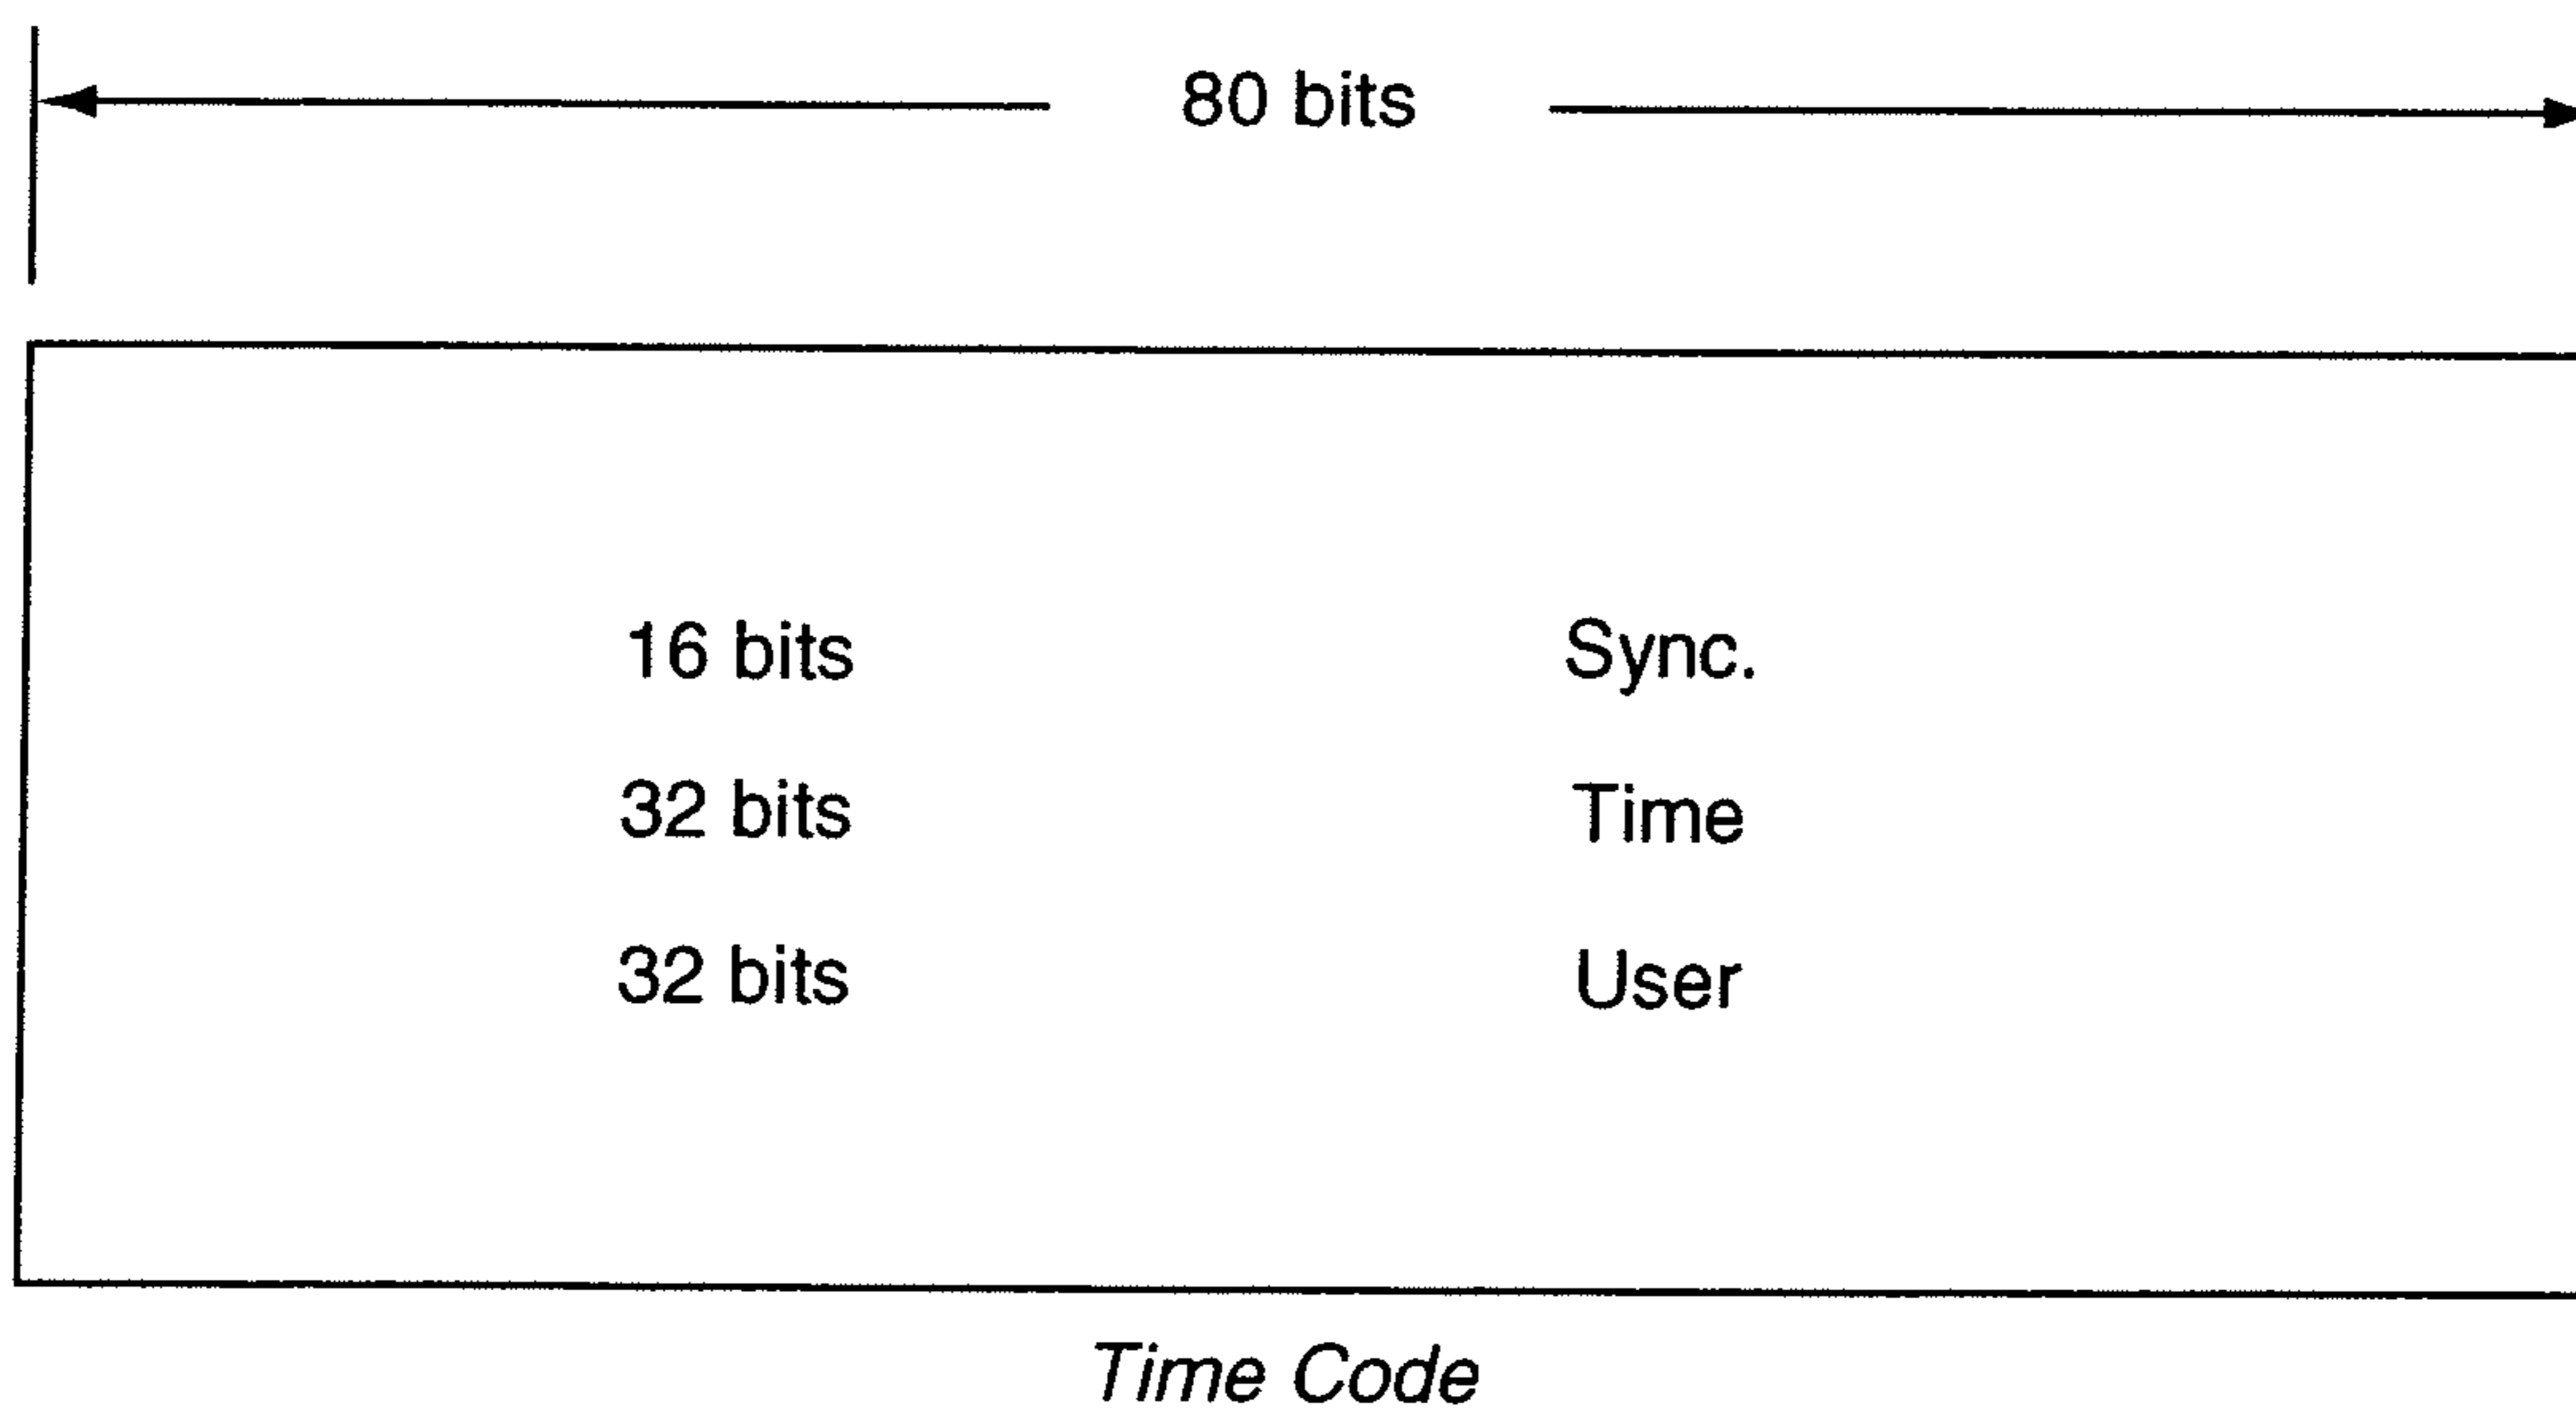 80 bits
16 bits Sync.
32 bits Time
32 bits User
Time Code